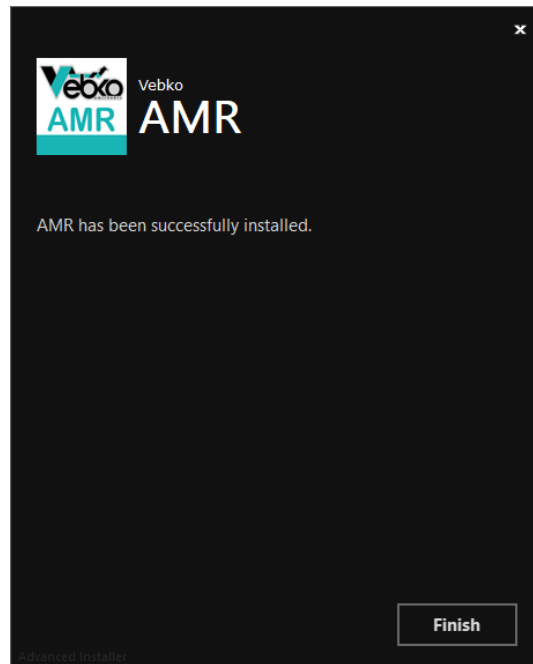 x
Vebko
AMR
Vebko
AMR
AMR has been successfully installed.
Finish
Advanced Installer